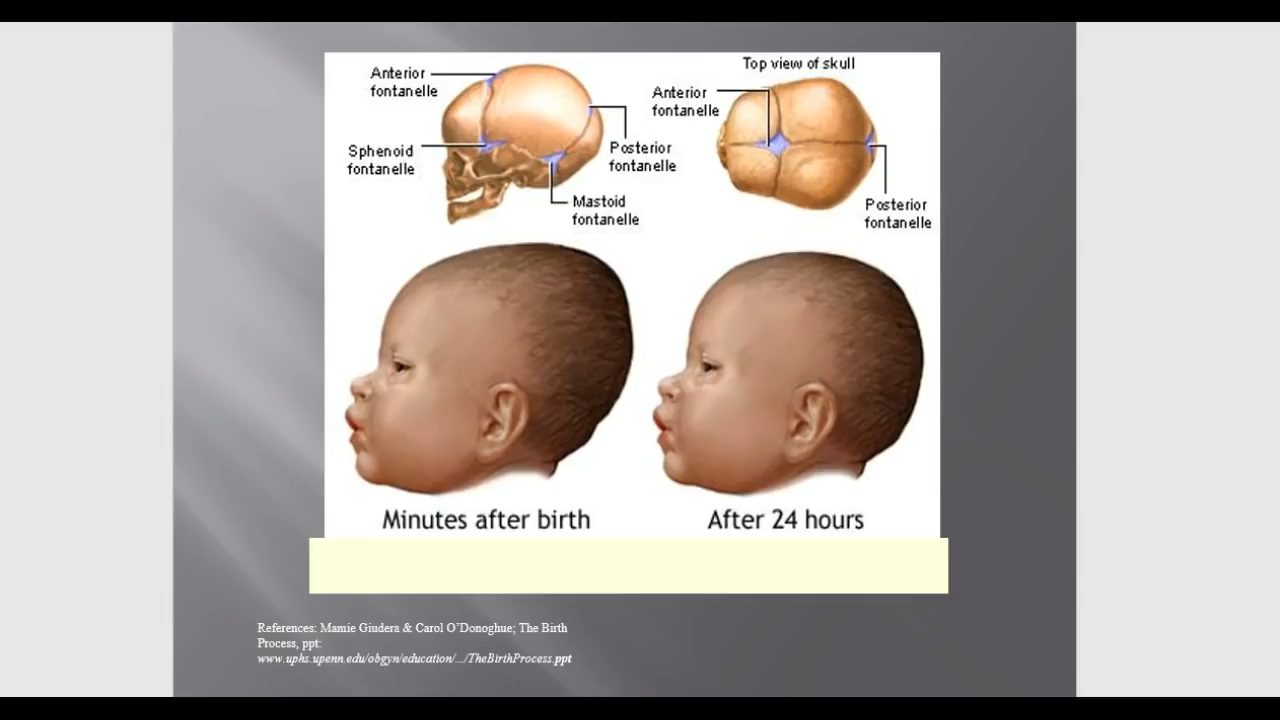 Anterior
fontanelle
Sphenoid
fontanelle
Posterior
fontanelle
Mastoid
fontanelle
Top view of skull
Anterior
fontanelle
Posterior
fontanelle
Minutes after birth
After 24 hours
References: Mamie Giudera & Carol O’Donoghue; The Birth
Process, ppt:
www.uphs.upenn.edu/obgyn/education/.../TheBirthProcess.ppt